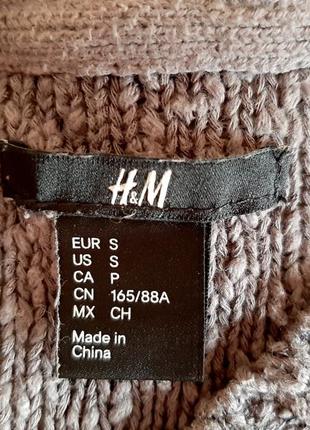 H&M
EUR S
US S
CA P
CN 165/88A
MX CH
Made in
China